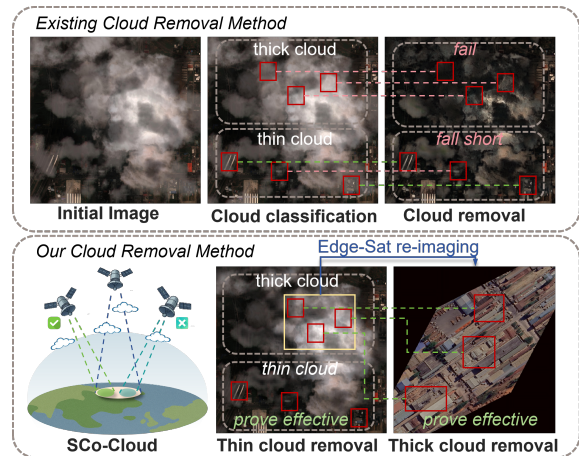 Existing Cloud Removal Method
thick cloud
fail
thin cloud
fall short
Initial Image
Cloud classification
Cloud removal
Our Cloud Removal Method
Edge-Sat re-imaging
thick cloud
thin cloud
prove effective
prove effective
SCo-Cloud
Thin cloud removal
Thick cloud removal